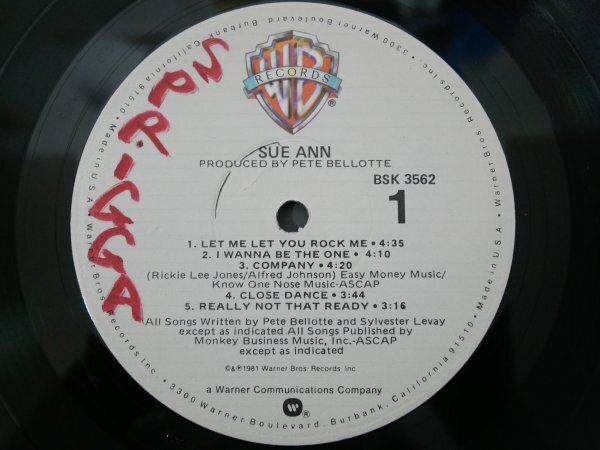 SPRIGGA
WB
RECORDS
®
SUE ANN
PRODUCED BY PETE BELLOTTE
BSK 3562
1
1. LET ME LET YOU ROCK ME • 4:35
2. I WANNA BE THE ONE • 4:10
3. COMPANY • 4:20
(Rickie Lee Jones/Alfred Johnson) Easy Money Music/
Know One Nose Music-ASCAP
4. CLOSE DANCE • 3:44
5. REALLY NOT THAT READY • 3:16
All Songs Written by Pete Bellotte and Sylvester Levay
except as indicated All Songs Published by
Monkey Business Music, Inc.-ASCAP
except as indicated
©&℗1981 Warner Bros. Records Inc
a Warner Communications Company
®
Warner Bros. Records Inc. • 3300 Warner Boulevard, Burbank, California 91510 • Made in U.S.A. •